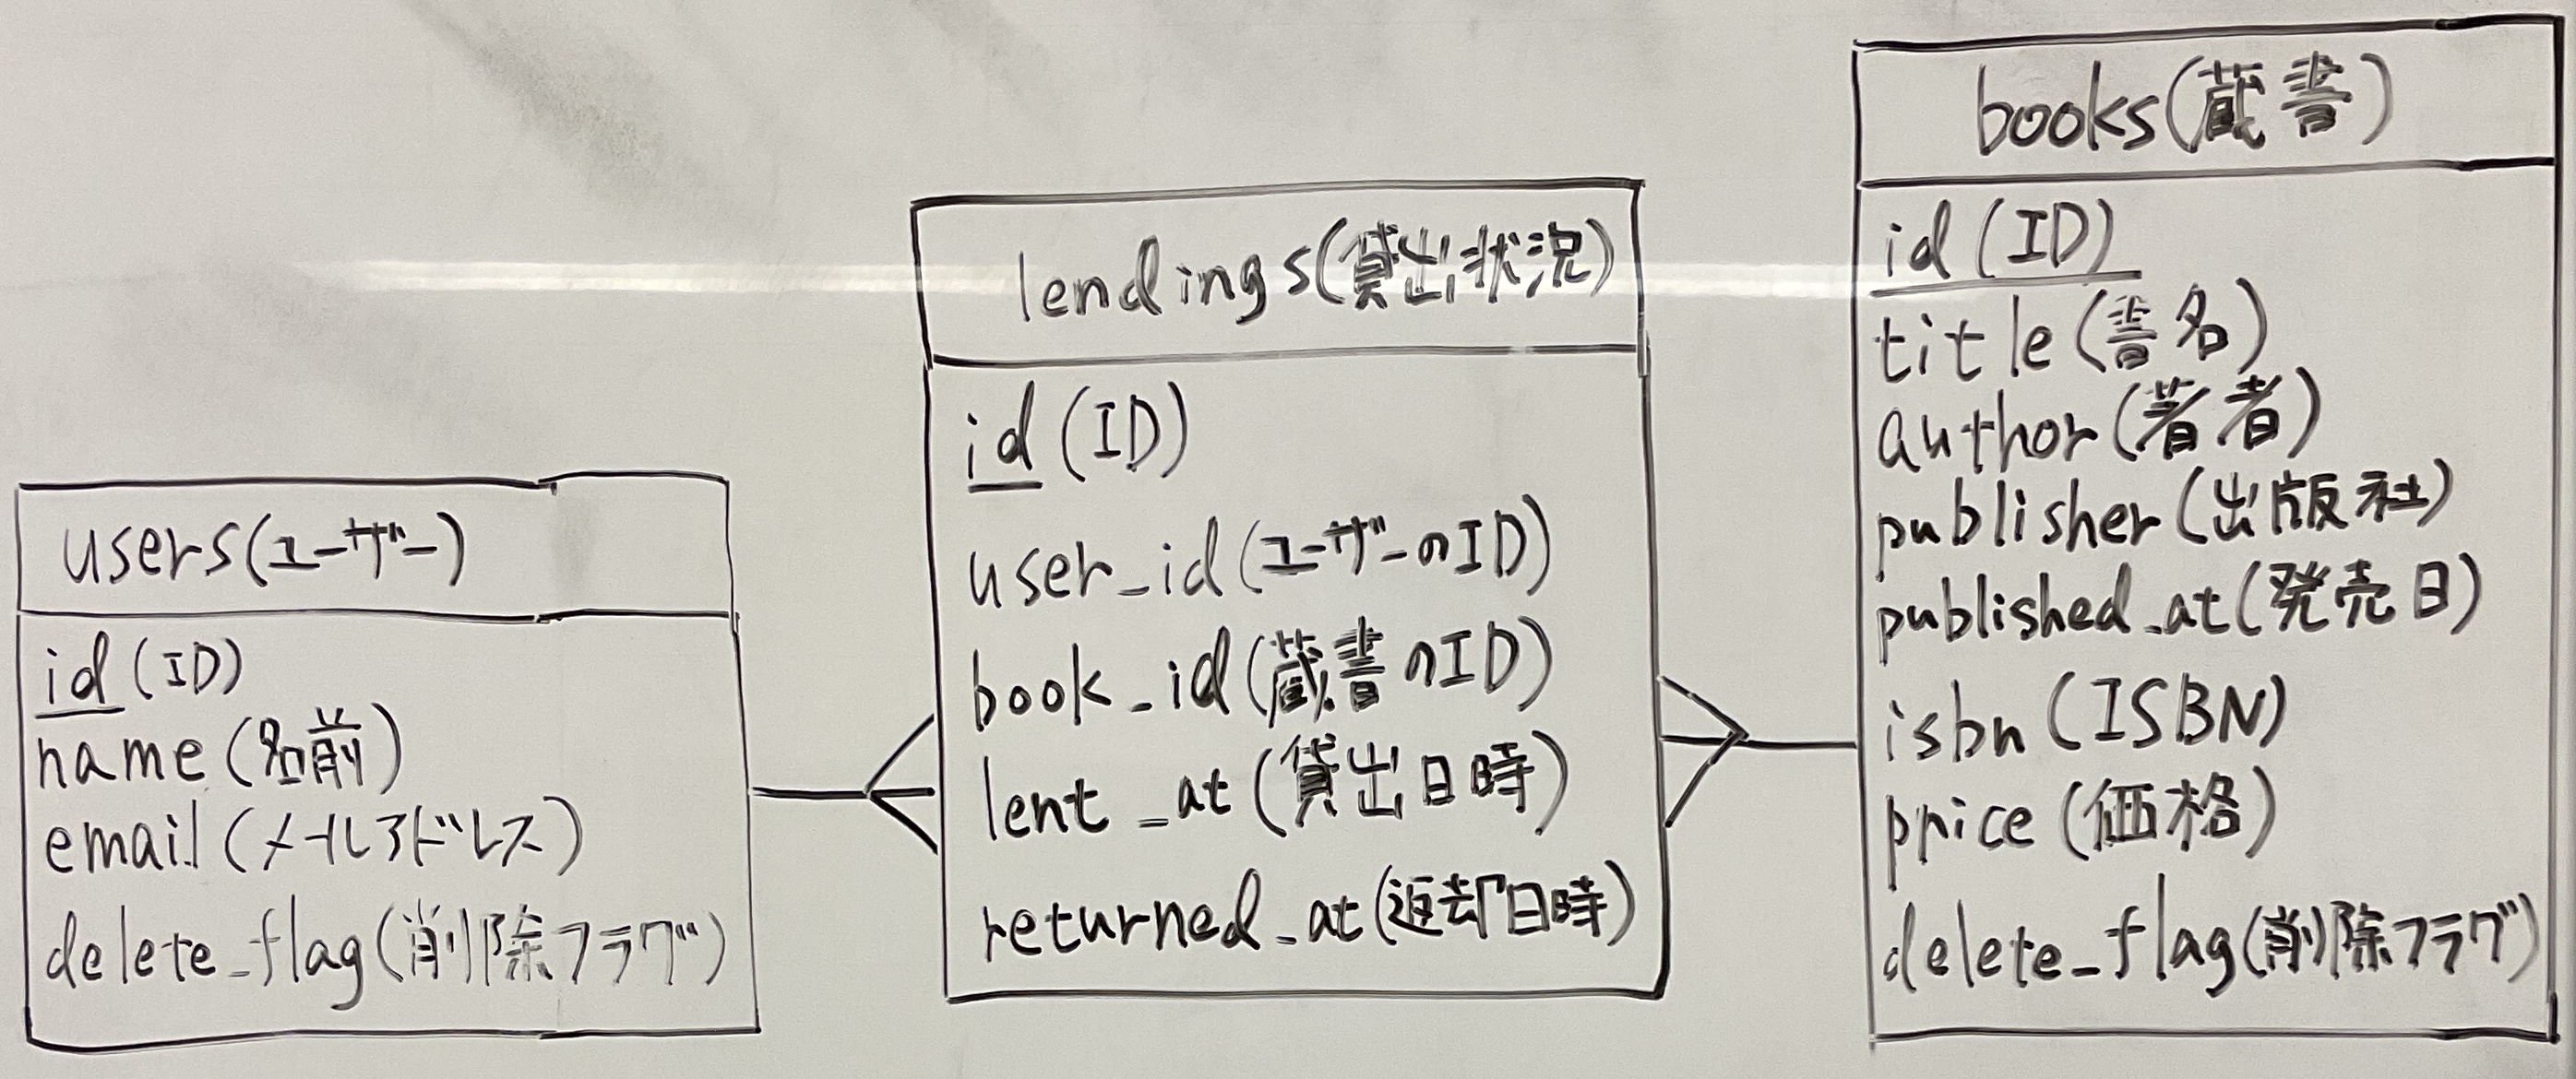 users(ユーザー)
id(ID)
name(名前)
email(メールアドレス)
delete_flag(削除フラグ)
lendings(貸出状況)
id(ID)
user_id(ユーザーのID)
book_id(蔵書のID)
lent_at(貸出日時)
returned_at(返却日時)
books(蔵書)
id(ID)
title(書名)
author(著者)
publisher(出版社)
published_at(発売日)
isbn(ISBN)
price(価格)
delete_flag(削除フラグ)